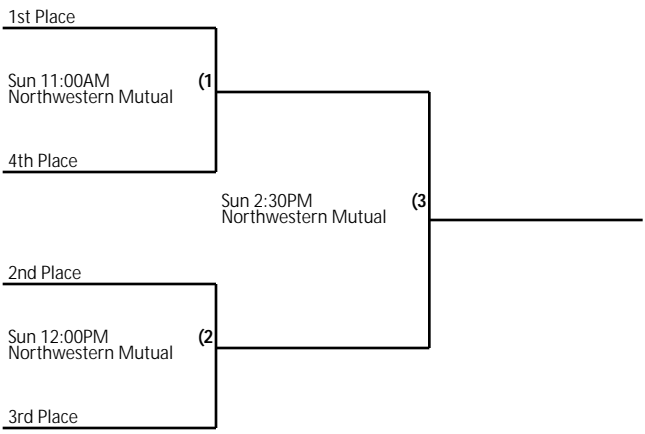 1st Place
Sun 11:00AM (1
Northwestern Mutual
4th Place
Sun 2:30PM (3
Northwestern Mutual
2nd Place
Sun 12:00PM (2
Northwestern Mutual
3rd Place